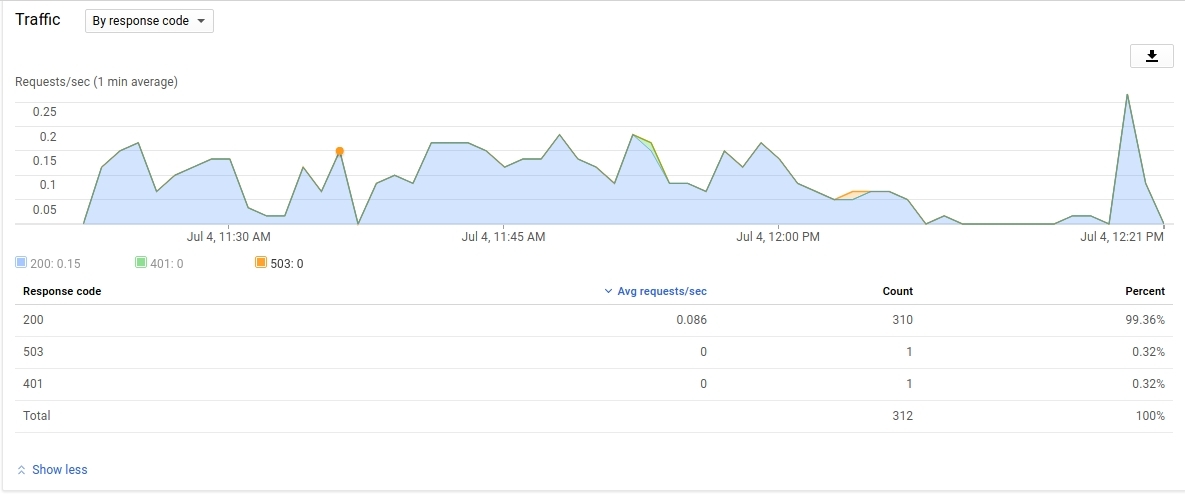 Traffic By response code
Requests/sec (1 min average)
0.25
0.2
0.15
0.1
0.05
Jul 4, 11:30 AM Jul 4, 11:45 AM Jul 4, 12:00 PM Jul 4, 12:21 PM
200: 0.15 401: 0 503: 0
Response code Avg requests/sec Count Percent
200 0.086 310 99.36%
503 0 1 0.32%
401 0 1 0.32%
Total 312 100%
Show less